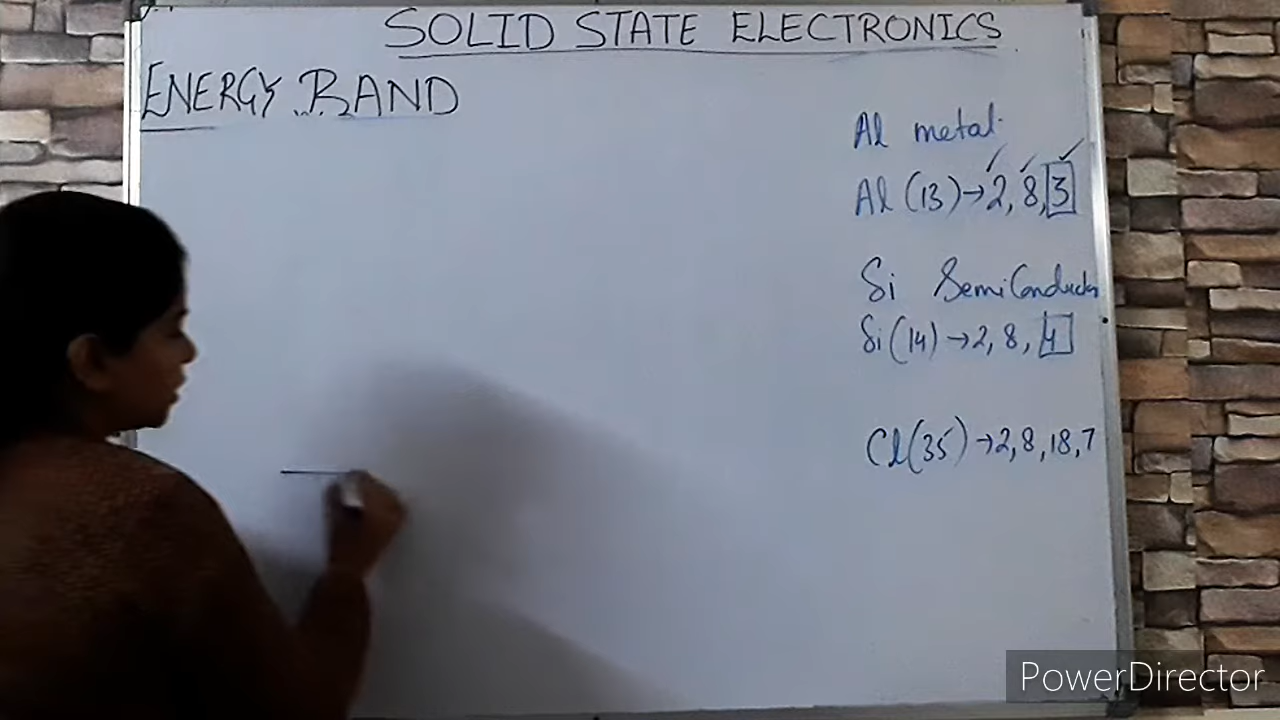 SOLID STATE ELECTRONICS
ENERGY BAND
Al metal.
Al (13) → 2, 8, 3
Si SemiConductor
Si (14) → 2, 8, 4
Cl (35) → 2, 8, 18, 7
PowerDirector